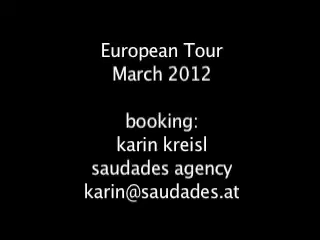 European Tour
March 2012
booking:
karin kreisl
saudades agency
karin@saudades.at